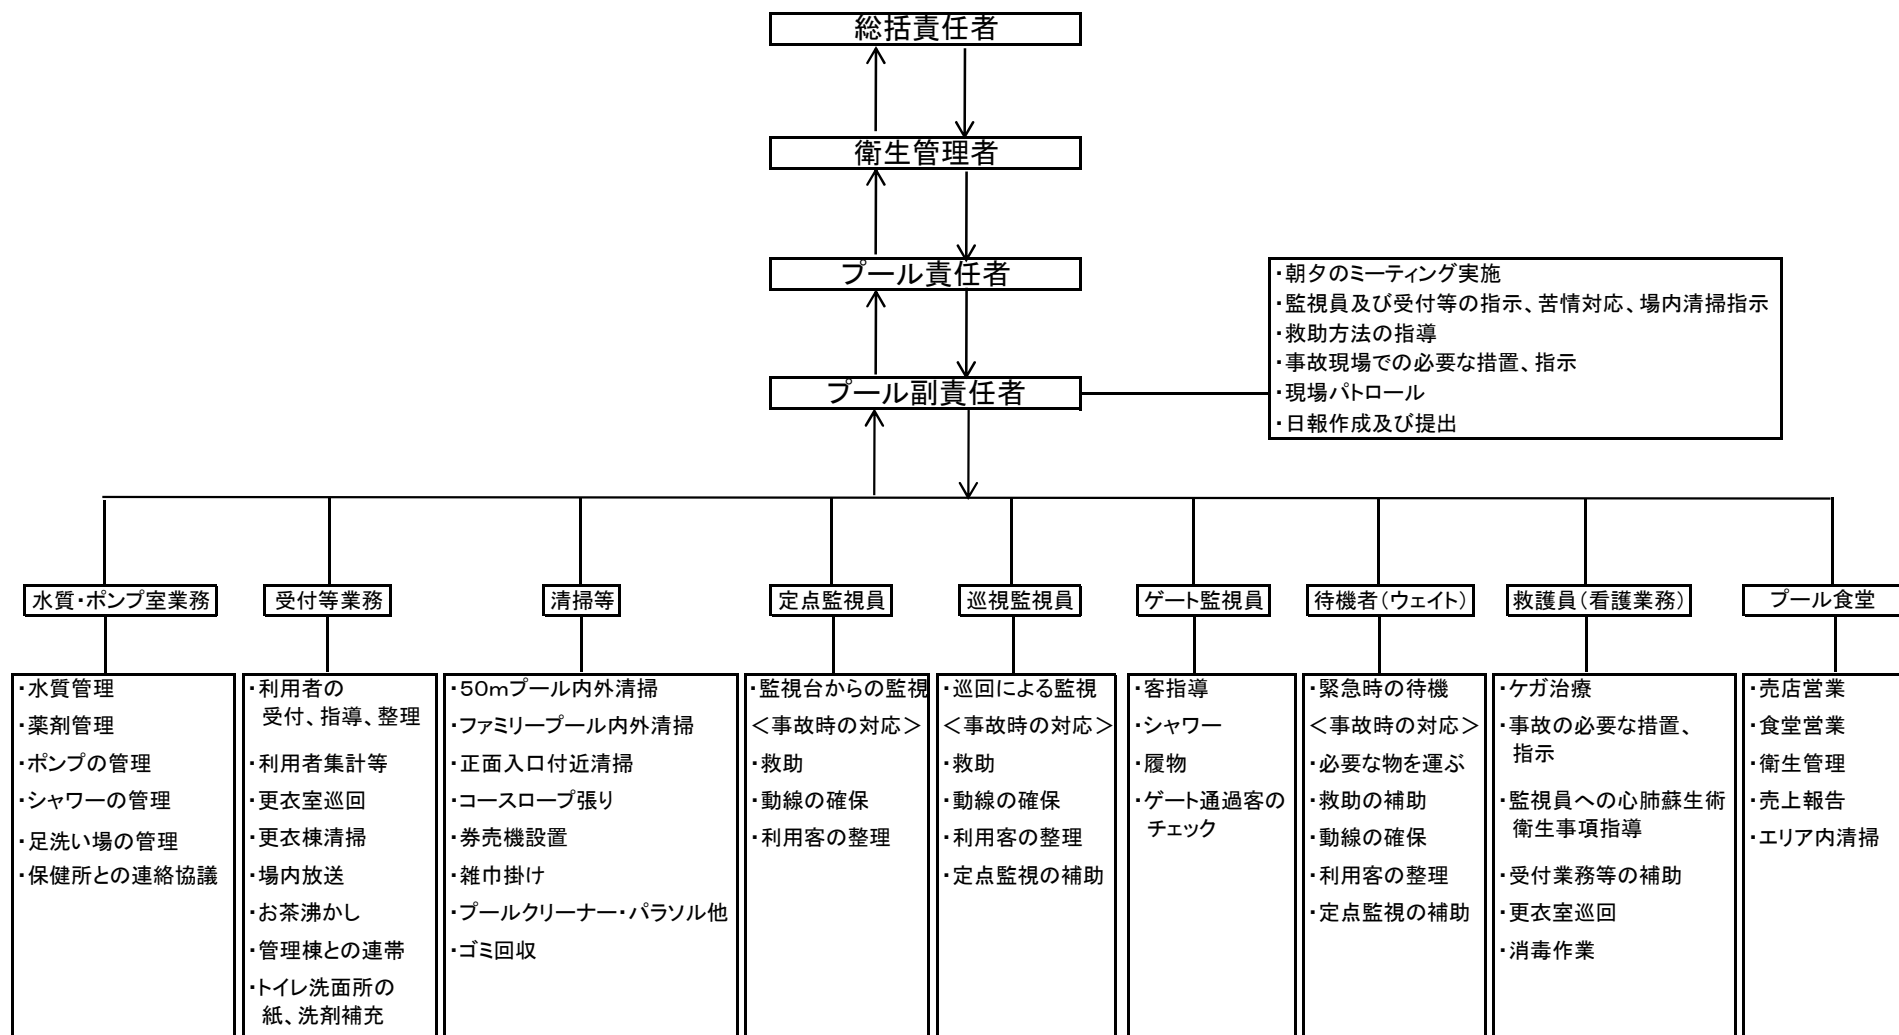 総括責任者
衛生管理者
プール責任者
プール副責任者
・朝夕のミーティング実施
・監視員及び受付等の指示、苦情対応、場内清掃指示
・救助方法の指導
・事故現場での必要な措置、指示
・現場パトロール
・日報作成及び提出
水質・ポンプ室業務
・水質管理
・薬剤管理
・ポンプの管理
・シャワーの管理
・足洗い場の管理
・保健所との連絡協議
受付等業務
・利用者の
受付、指導、整理
・利用者集計等
・更衣室巡回
・更衣棟清掃
・場内放送
・お茶沸かし
・管理棟との連帯
・トイレ洗面所の
紙、洗剤補充
清掃等
・50mプール内外清掃
・ファミリープール内外清掃
・正面入口付近清掃
・コースロープ張り
・券売機設置
・雑巾掛け
・プールクリーナー・パラソル他
・ゴミ回収
定点監視員
・監視台からの監視
<事故時の対応>
・救助
・動線の確保
・利用客の整理
巡視監視員
・巡回による監視
<事故時の対応>
・救助
・動線の確保
・利用客の整理
・定点監視の補助
ゲート監視員
・客指導
・シャワー
・履物
・ゲート通過客の
チェック
待機者(ウェイト)
・緊急時の待機
<事故時の対応>
・必要な物を運ぶ
・救助の補助
・動線の確保
・利用客の整理
・定点監視の補助
救護員(看護業務)
・ケガ治療
・事故の必要な措置、
指示
・監視員への心肺蘇生術
衛生事項指導
・受付業務等の補助
・更衣室巡回
・消毒作業
プール食堂
・売店営業
・食堂営業
・衛生管理
・売上報告
・エリア内清掃